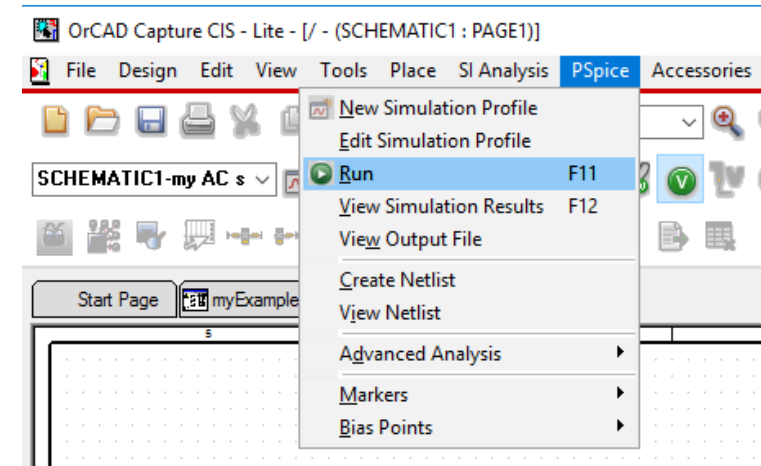 OrCAD Capture CIS - Lite - [/ - (SCHEMATIC1 : PAGE1)]
File Design Edit View Tools Place SI Analysis PSpice Accessories
New Simulation Profile
Edit Simulation Profile
SCHEMATIC1-my AC s
Run F11
V
View Simulation Results F12
View Output File
Create Netlist
Start Page myExample
View Netlist
5
Advanced Analysis
Markers
Bias Points